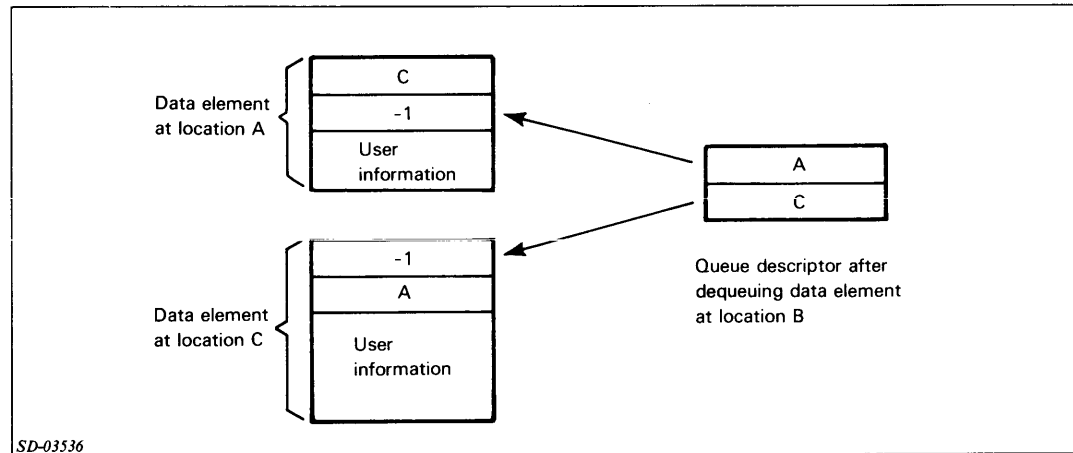 Data element
at location A
C
-1
User
information
A
C
Queue descriptor after
dequeuing data element
at location B
Data element
at location C
-1
A
User
information
SD-03536